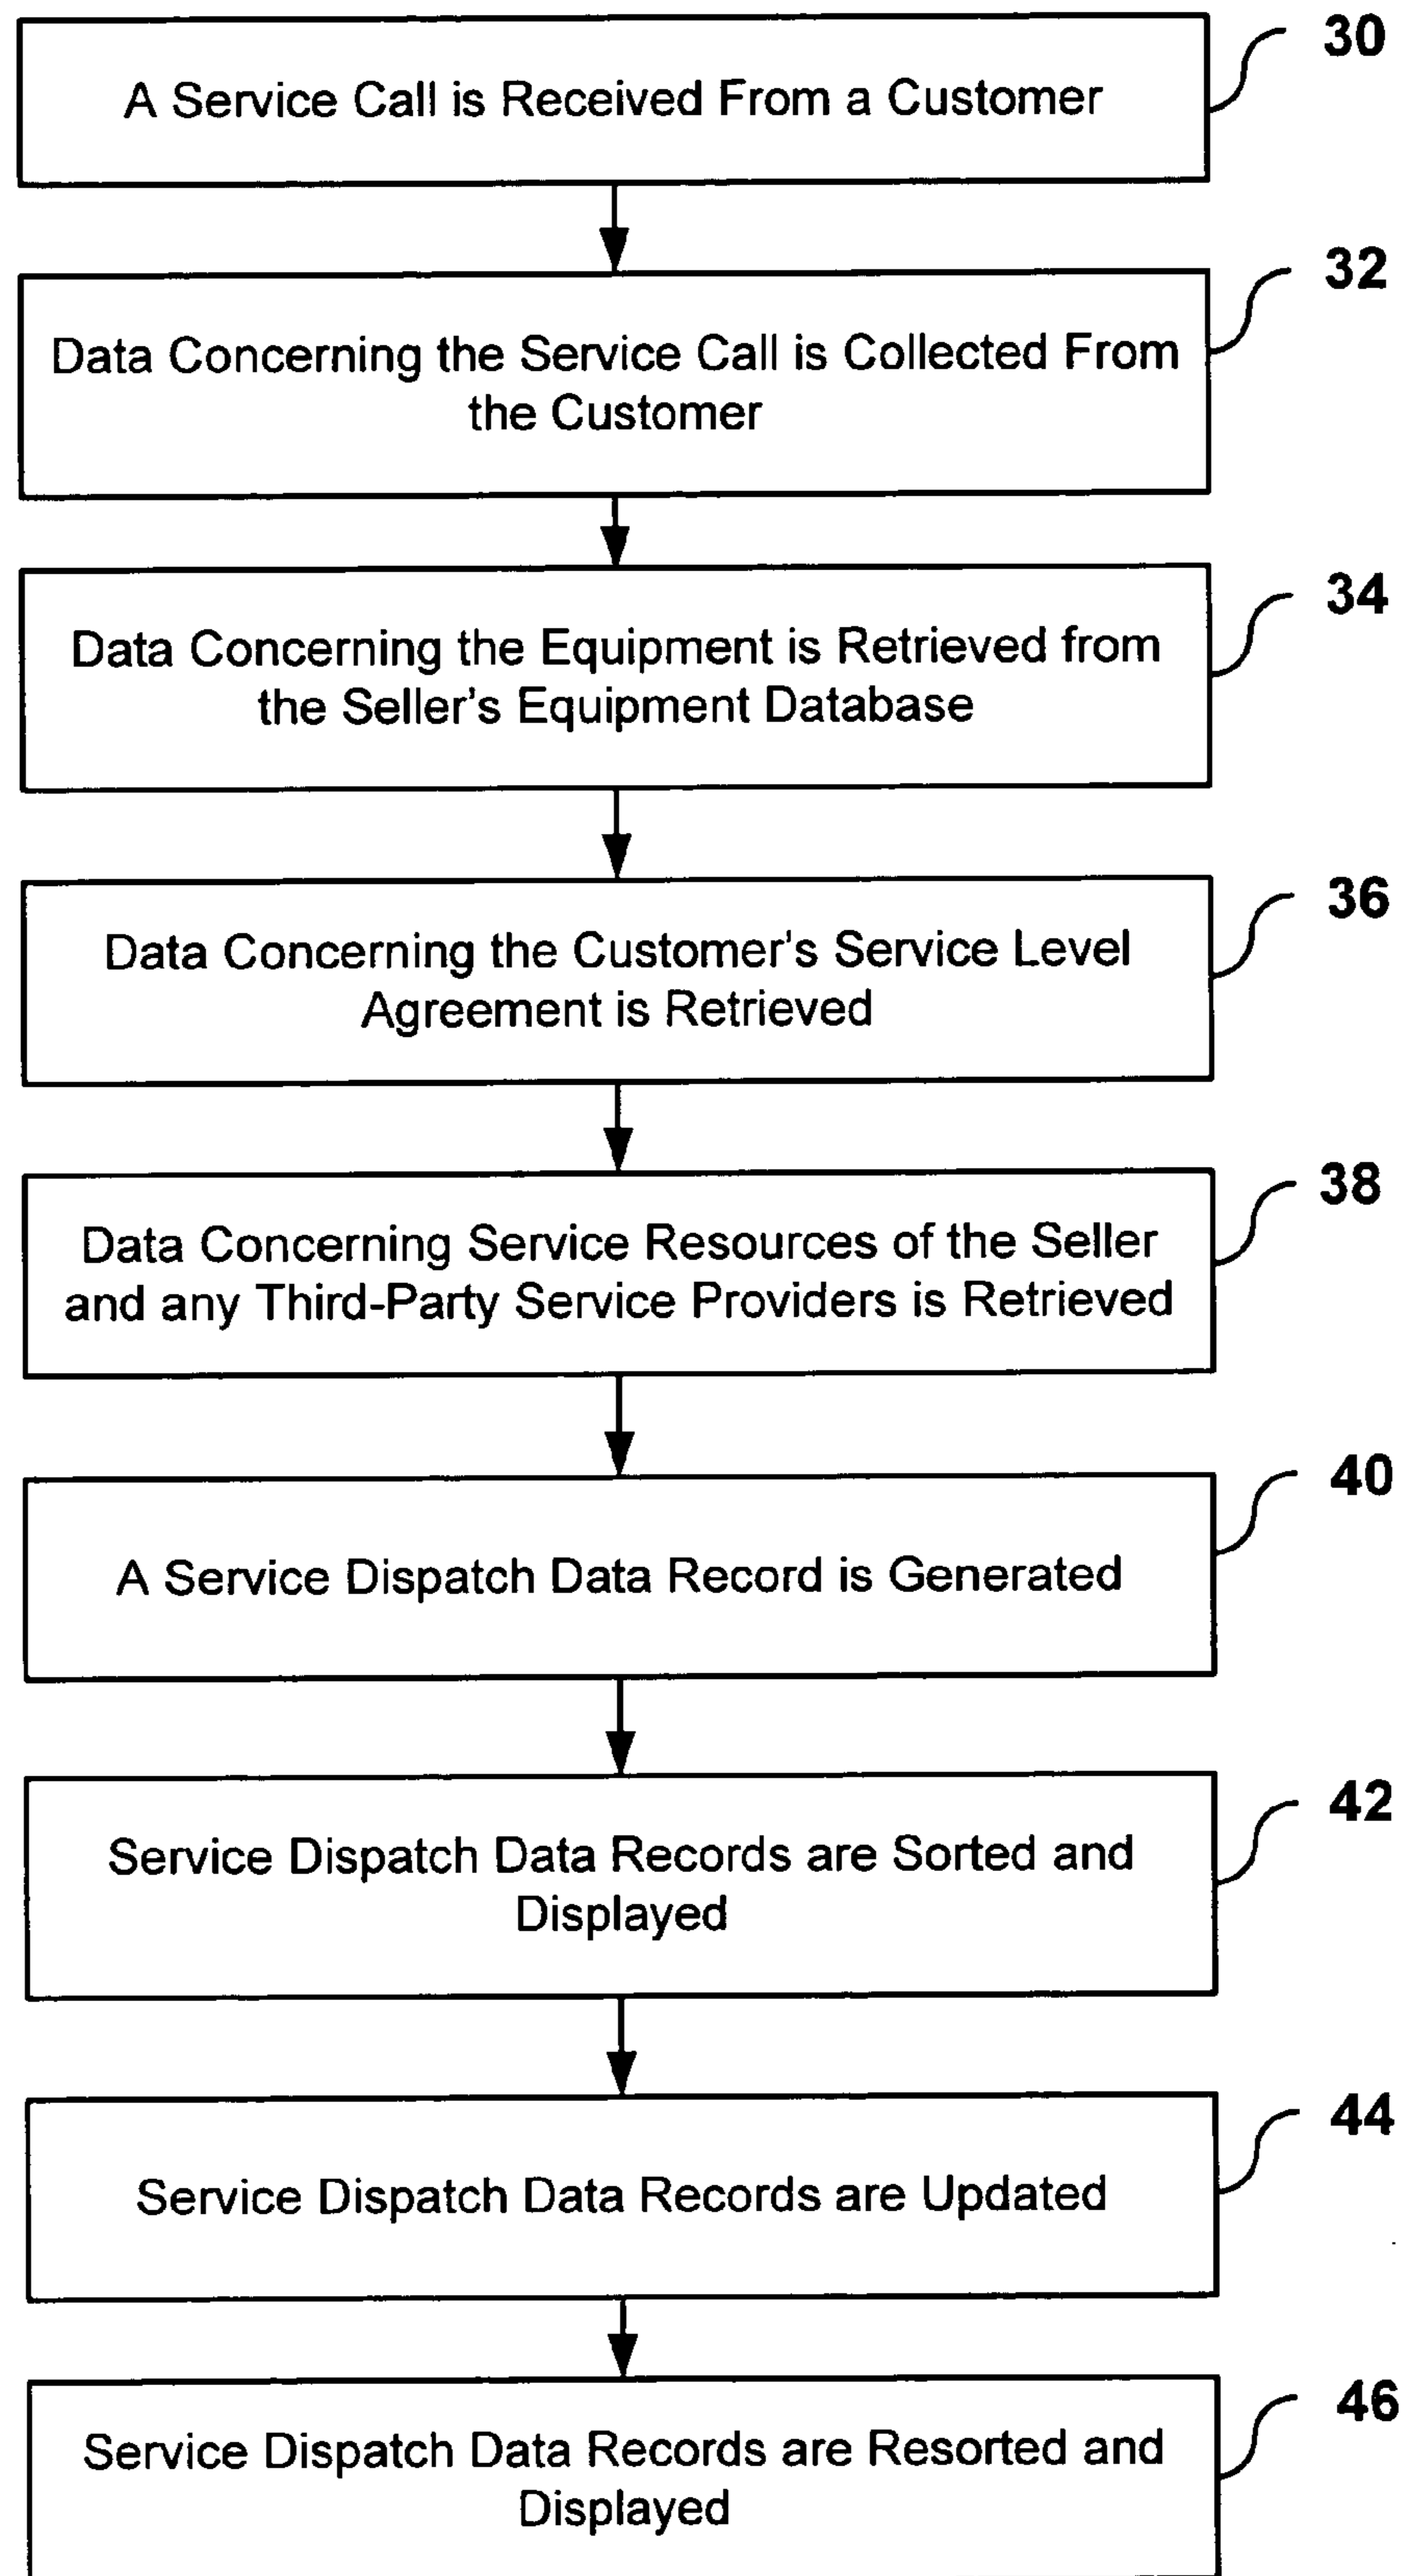 A Service Call is Received From a Customer
30
Data Concerning the Service Call is Collected From
the Customer
32
Data Concerning the Equipment is Retrieved from
the Seller's Equipment Database
34
Data Concerning the Customer's Service Level
Agreement is Retrieved
36
Data Concerning Service Resources of the Seller
and any Third-Party Service Providers is Retrieved
38
A Service Dispatch Data Record is Generated
40
Service Dispatch Data Records are Sorted and
Displayed
42
Service Dispatch Data Records are Updated
44
Service Dispatch Data Records are Resorted and
Displayed
46